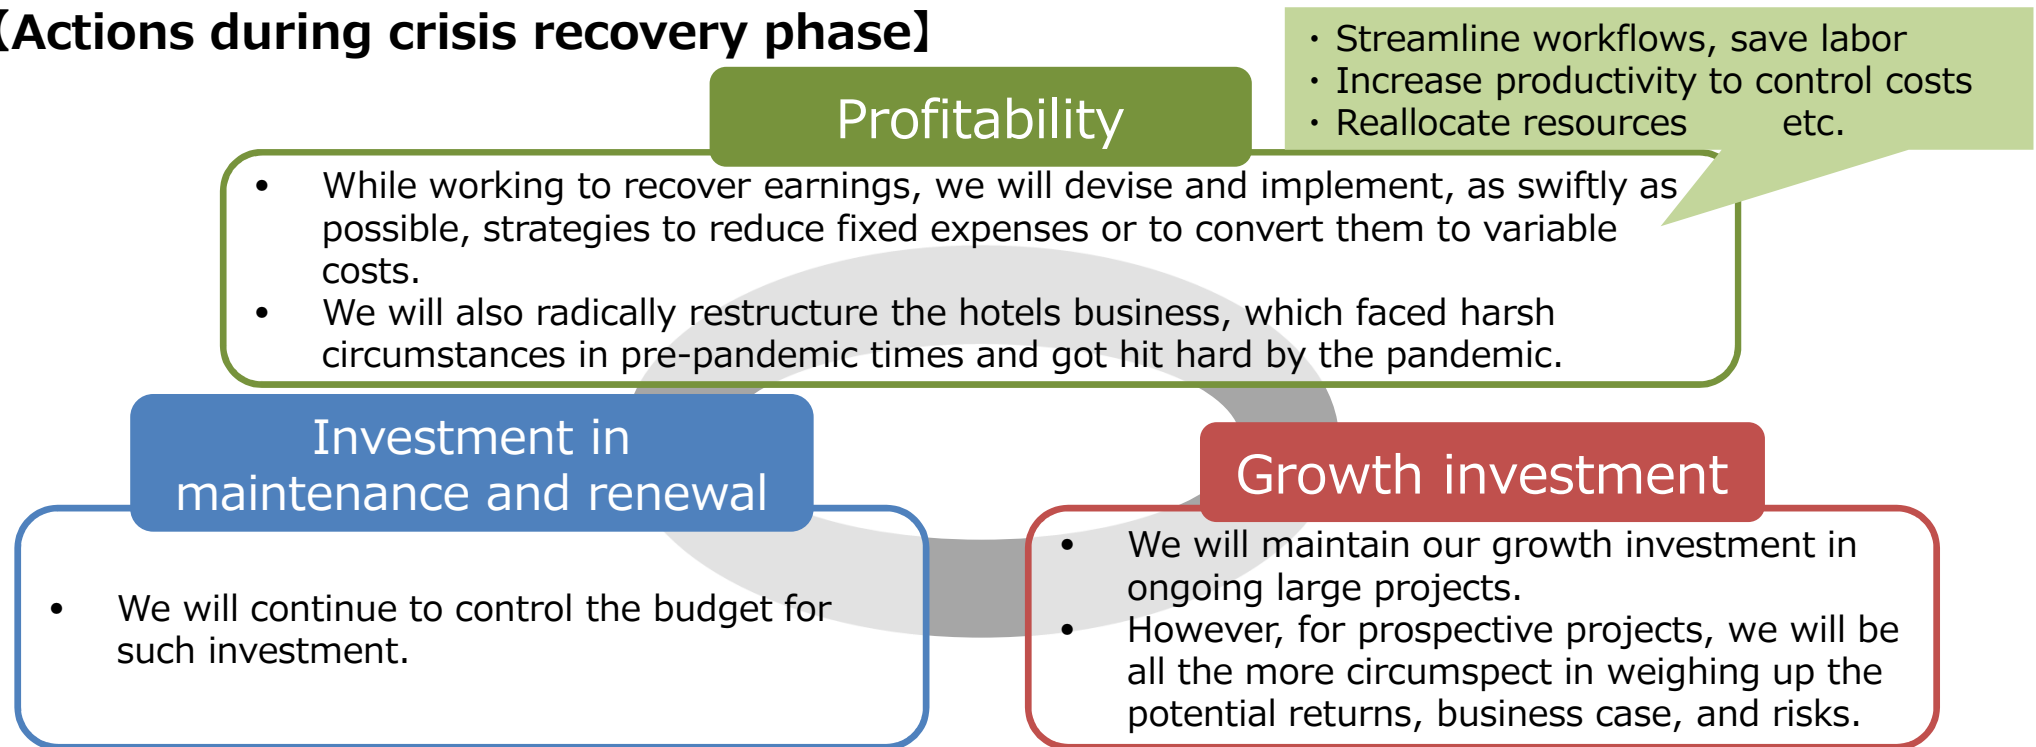 【Actions during crisis recovery phase】
・Streamline workflows, save labor
・Increase productivity to control costs
・Reallocate resources etc.
Profitability
• While working to recover earnings, we will devise and implement, as swiftly as
possible, strategies to reduce fixed expenses or to convert them to variable
costs.
• We will also radically restructure the hotels business, which faced harsh
circumstances in pre-pandemic times and got hit hard by the pandemic.
Investment in
maintenance and renewal
• We will continue to control the budget for
such investment.
Growth investment
• We will maintain our growth investment in
ongoing large projects.
• However, for prospective projects, we will be
all the more circumspect in weighing up the
potential returns, business case, and risks.